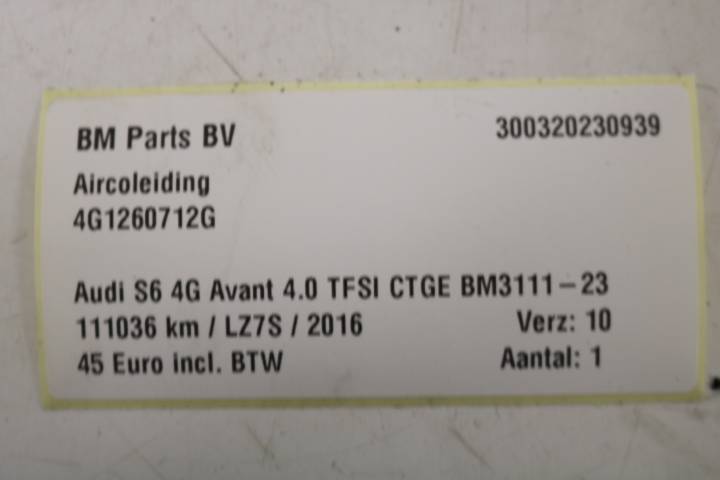 BM Parts BV 300320230939
Aircoleiding
4G1260712G
Audi S6 4G Avant 4.0 TFSI CTGE BM3111-23
111036 km / LZ7S / 2016 Verz: 10
45 Euro incl. BTW Aantal: 1